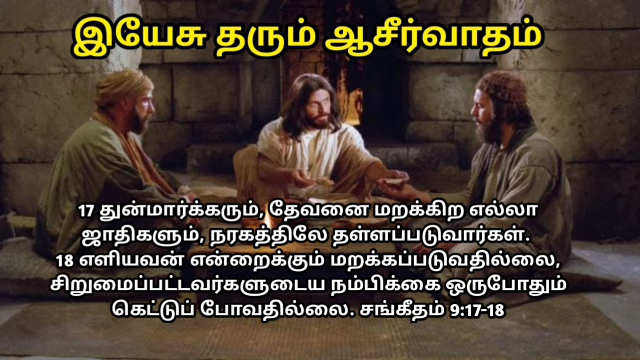 இயேசு தரும் ஆசீர்வாதம்
17 துன்மார்க்கரும், தேவனை மறக்கிற எல்லா
ஜாதிகளும், நரகத்திலே தள்ளப்படுவார்கள்.
18 எளியவன் என்றைக்கும் மறக்கப்படுவதில்லை,
சிறுமைப்பட்டவர்களுடைய நம்பிக்கை ஒருபோதும்
கெட்டுப் போவதில்லை. சங்கீதம் 9:17-18